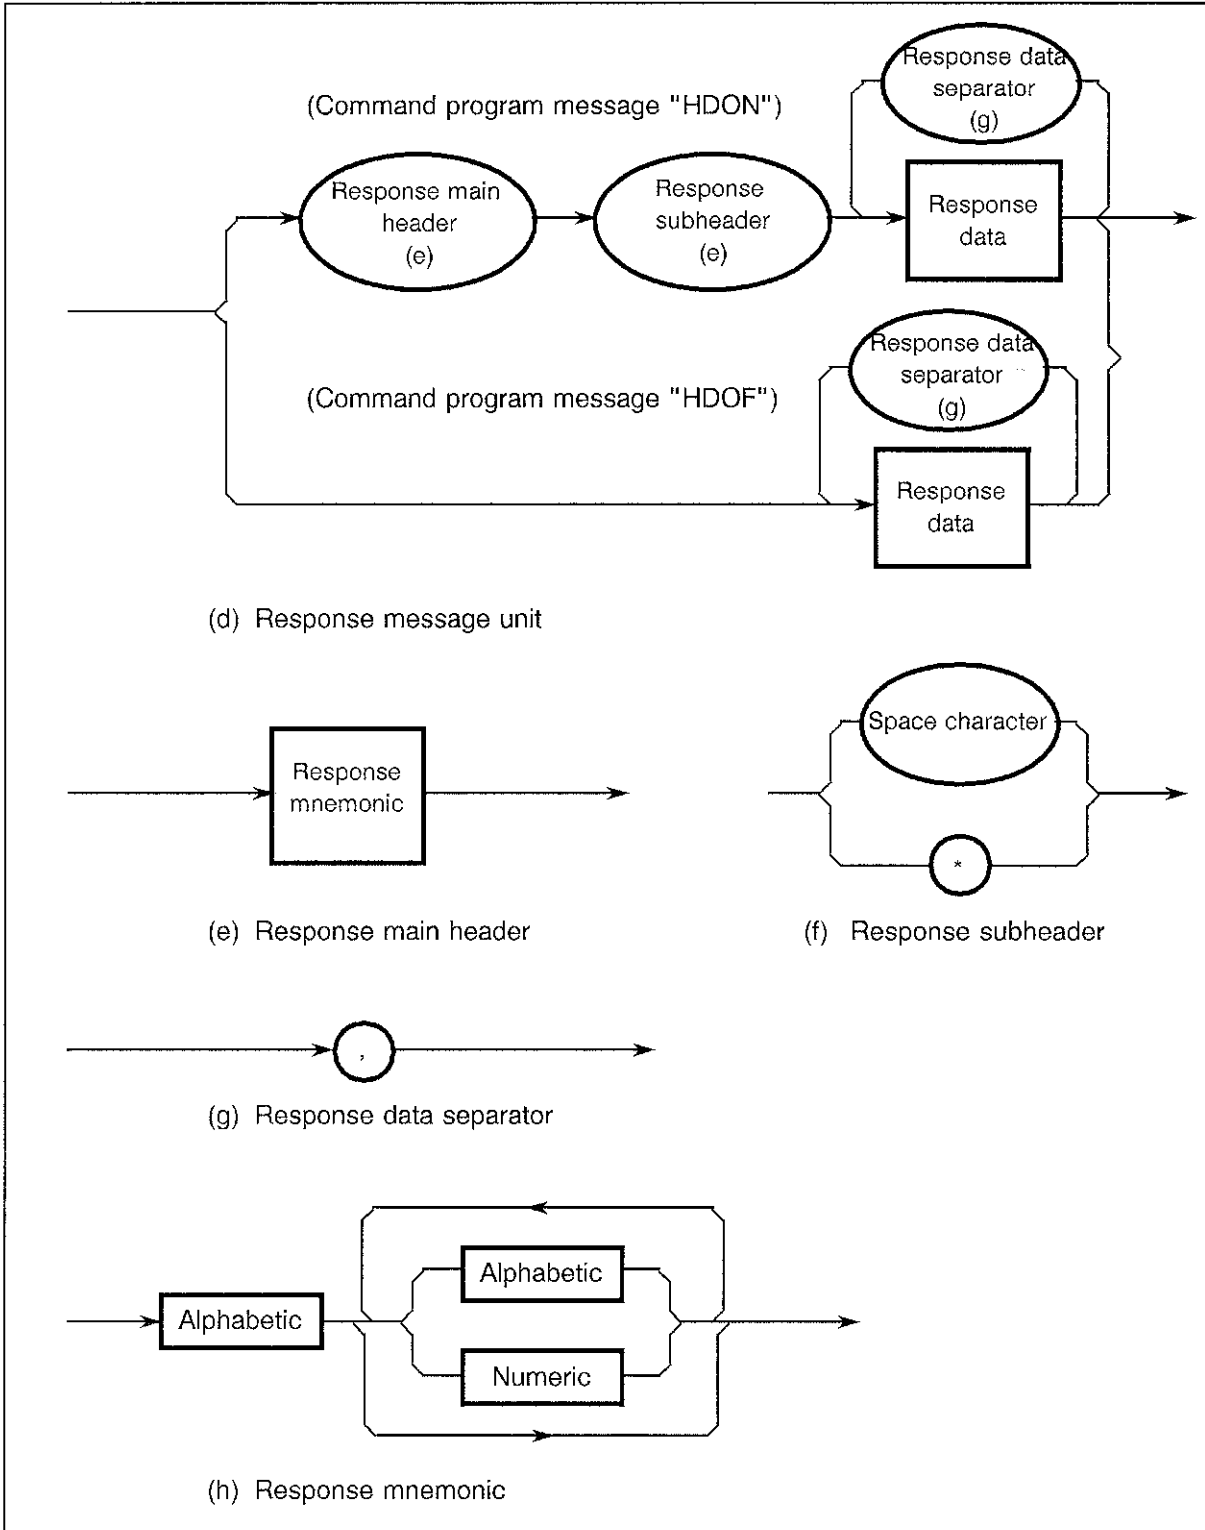 Response data
separator
(g)
(Command program message "HDON")
Response main
header
(e)
Response
subheader
(e)
Response
data
Response data
separator
(g)
(Command program message "HDOF")
Response
data
(d) Response message unit
Response
mnemonic
Space character
*
(e) Response main header
(f) Response subheader
,
(g) Response data separator
Alphabetic
Alphabetic
Numeric
(h) Response mnemonic